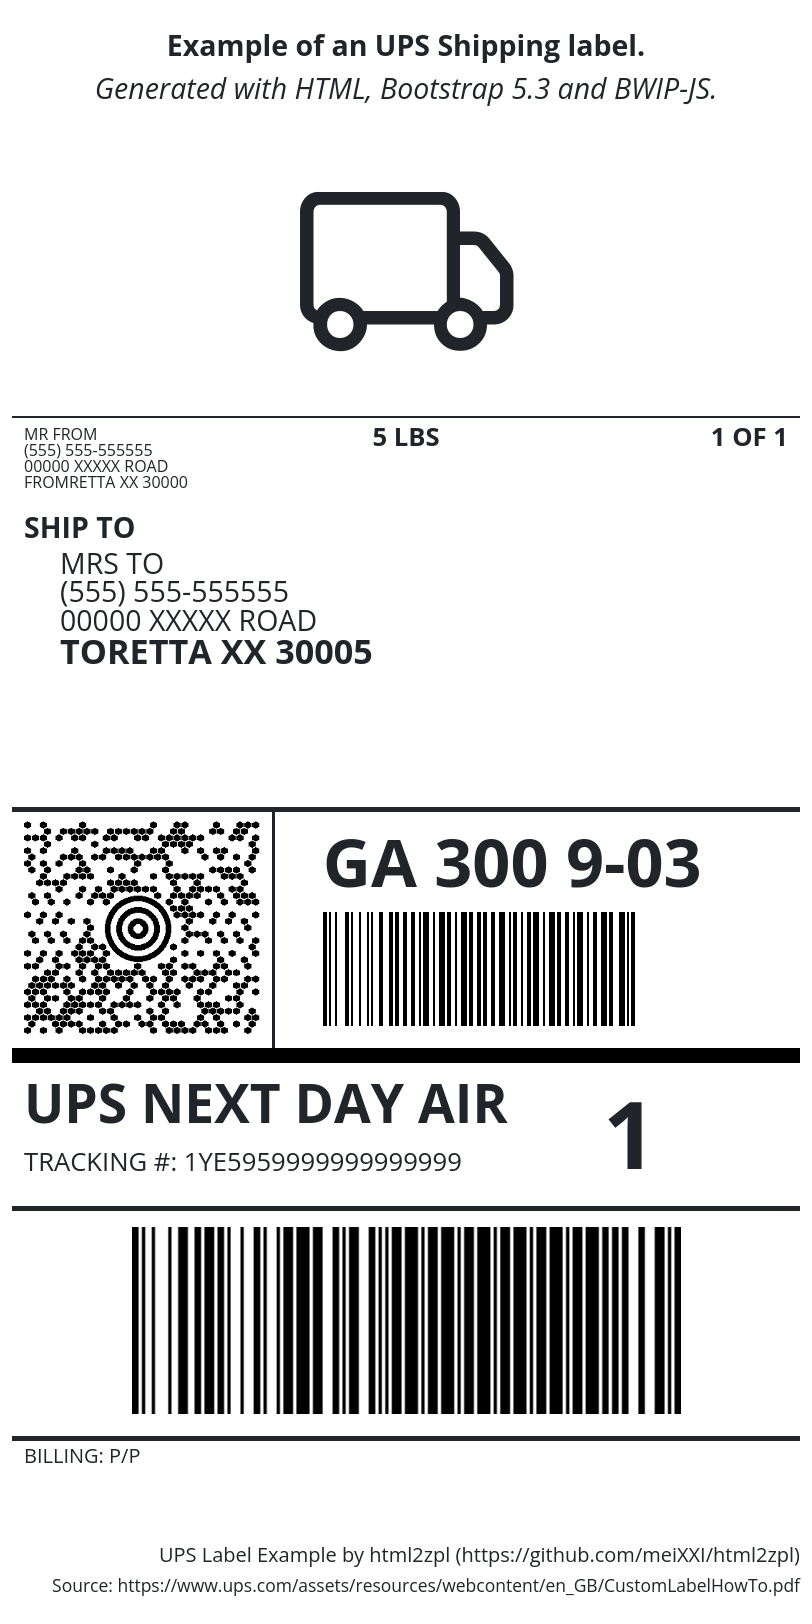 Example of an UPS Shipping label.
Generated with HTML, Bootstrap 5.3 and BWIP-JS.
MR FROM
(555) 555-555555
00000 XXXXX ROAD
FROMRETTA XX 30000
5 LBS
1 OF 1
SHIP TO
MRS TO
(555) 555-555555
00000 XXXXX ROAD
TORETTA XX 30005
GA 300 9-03
UPS NEXT DAY AIR
TRACKING #: 1YE5959999999999999
1
BILLING: P/P
UPS Label Example by html2zpl (https://github.com/meiXXI/html2zpl)
Source: https://www.ups.com/assets/resources/webcontent/en_GB/CustomLabelHowTo.pdf